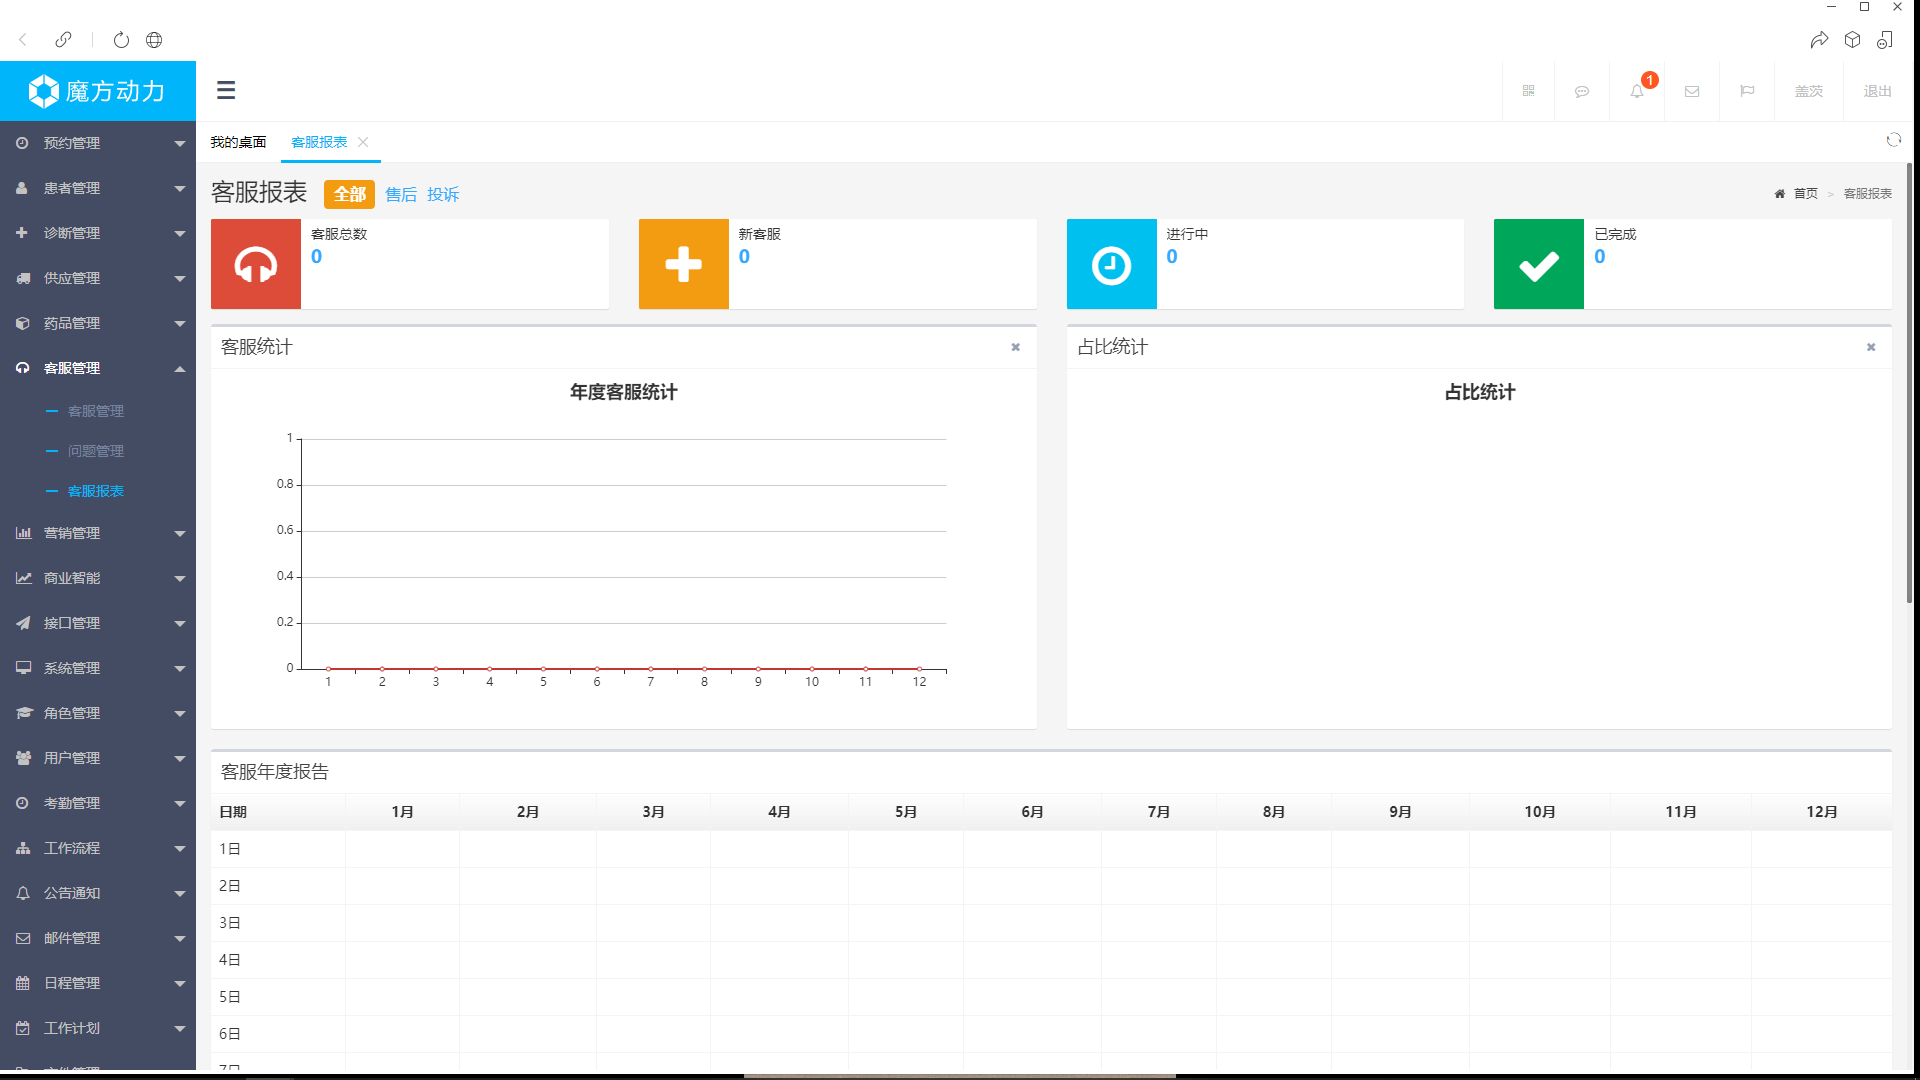 魔方动力
1
盖茨
退出
预约管理
患者管理
诊断管理
供应管理
药品管理
客服管理
客服管理
问题管理
客服报表
营销管理
商业智能
接口管理
系统管理
角色管理
用户管理
考勤管理
工作流程
公告通知
邮件管理
日程管理
工作计划
我的桌面
客服报表
客服报表 全部 售后 投诉
首页 > 客服报表
客服总数
0
新客服
0
进行中
0
已完成
0
客服统计
年度客服统计
1
0.8
0.6
0.4
0.2
0
1 2 3 4 5 6 7 8 9 10 11 12
占比统计
占比统计
客服年度报告
日期 1月 2月 3月 4月 5月 6月 7月 8月 9月 10月 11月 12月
1日
2日
3日
4日
5日
6日
7日